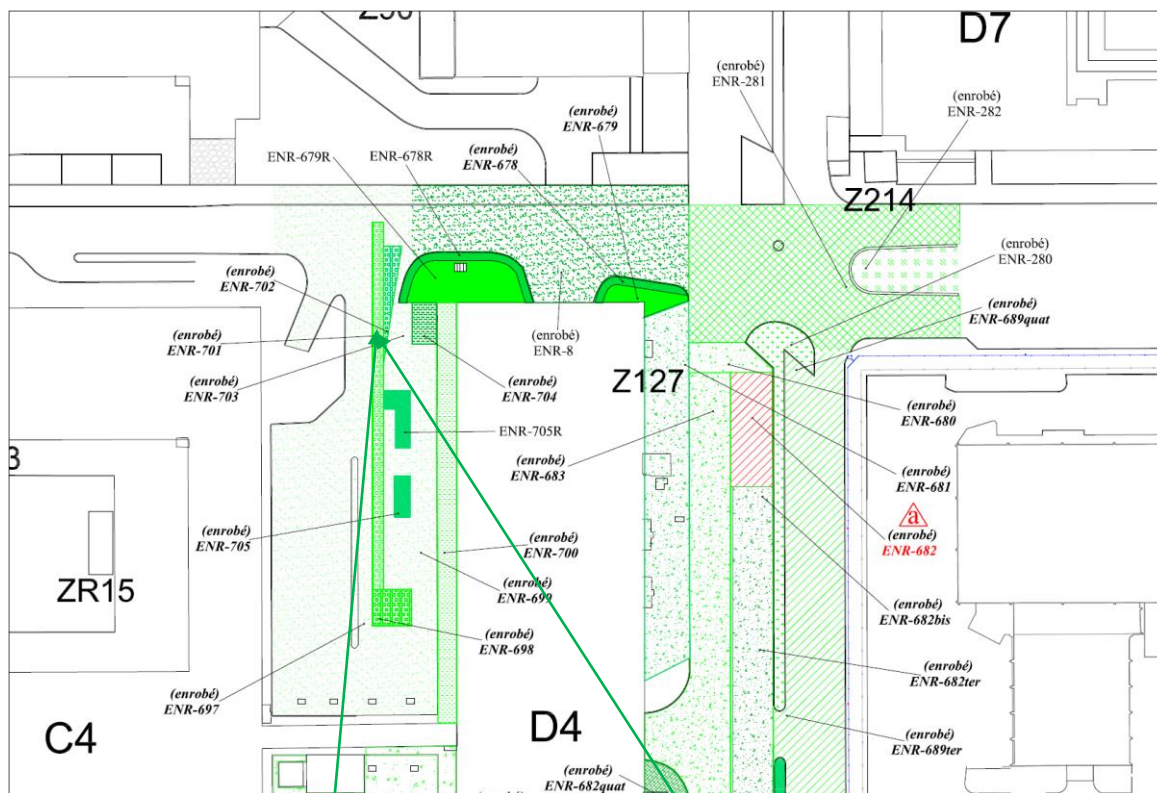 Z50
D7
(enrobé)
ENR-281
(enrobé)
ENR-282
(enrobé)
ENR-679
ENR-679R
ENR-678R
(enrobé)
ENR-678
Z214
(enrobé)
ENR-280
(enrobé)
ENR-702
(enrobé)
ENR-689quat
(enrobé)
ENR-701
(enrobé)
ENR-8
(enrobé)
ENR-703
(enrobé)
ENR-704
Z127
(enrobé)
ENR-680
ENR-705R
(enrobé)
ENR-683
(enrobé)
ENR-681
a
(enrobé)
ENR-682
(enrobé)
ENR-705
(enrobé)
ENR-700
ZR15
(enrobé)
ENR-699
(enrobé)
ENR-682bis
(enrobé)
ENR-698
(enrobé)
ENR-682ter
(enrobé)
ENR-697
C4
D4
(enrobé)
ENR-689ter
(enrobé)
ENR-682quat